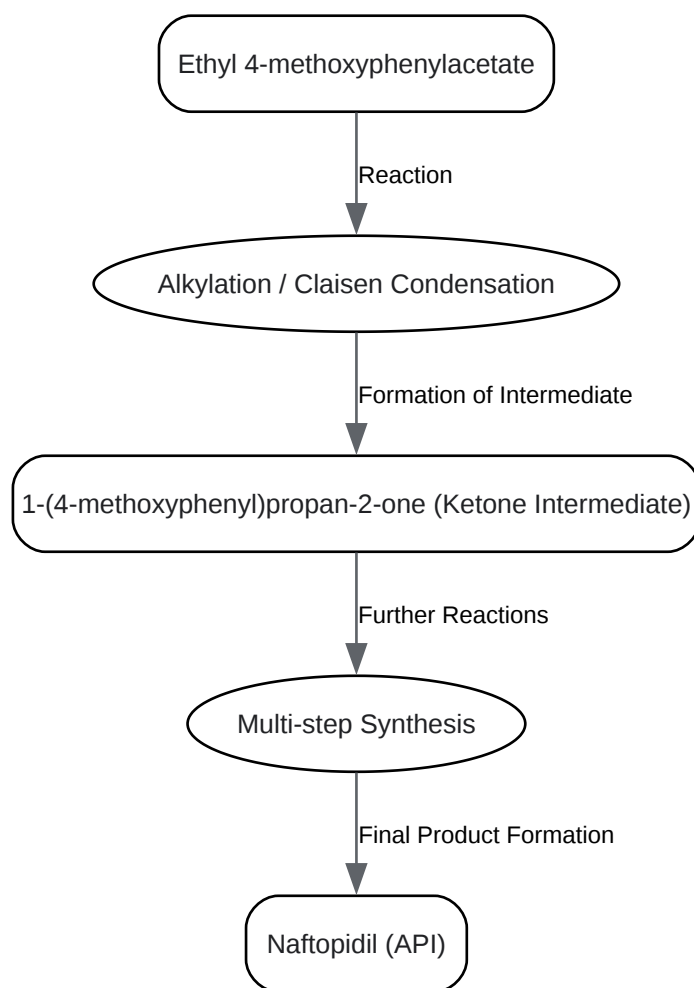 Ethyl 4-methoxyphenylacetate
Reaction
Alkylation / Claisen Condensation
Formation of Intermediate
1-(4-methoxyphenyl)propan-2-one (Ketone Intermediate)
Further Reactions
Multi-step Synthesis
Final Product Formation
Naftopidil (API)